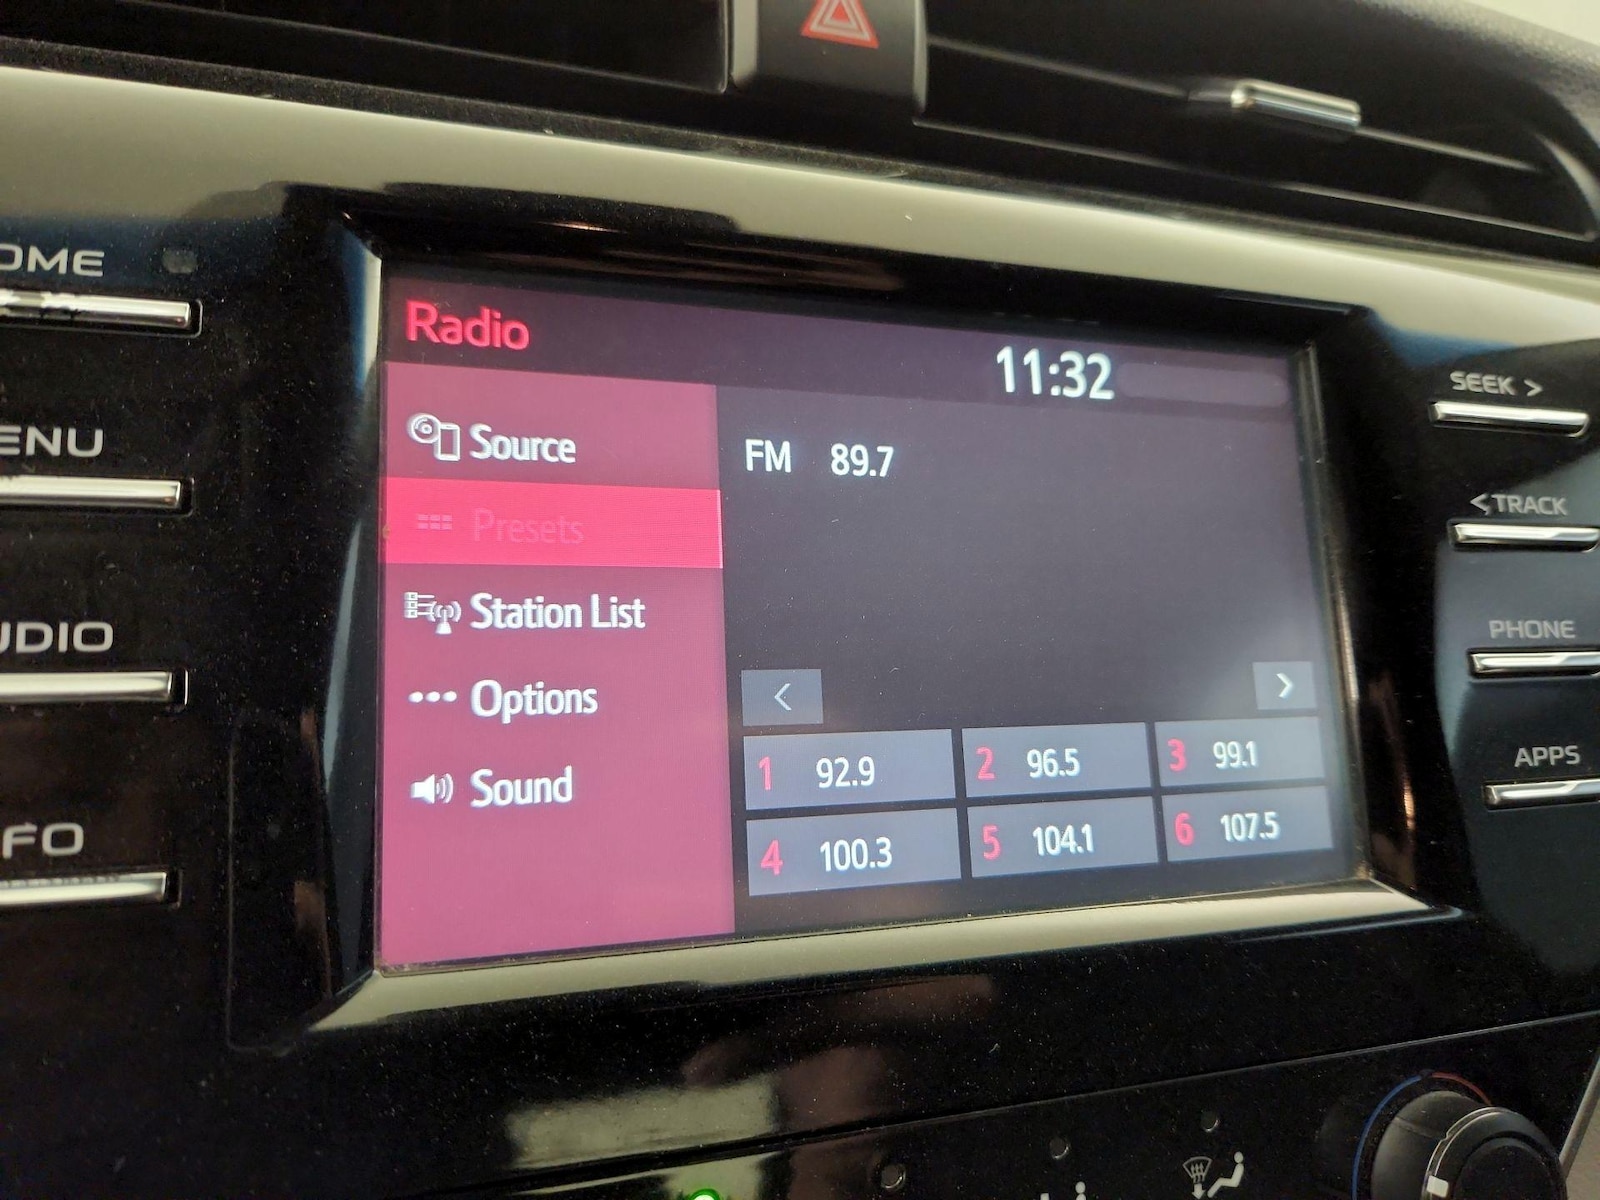 OME
ENU
UDIO
FO
Radio
11:32
Source
Presets
Station List
Options
Sound
FM 89.7
<
>
1 92.9
2 96.5
3 99.1
4 100.3
5 104.1
6 107.5
SEEK >
< TRACK
PHONE
APPS